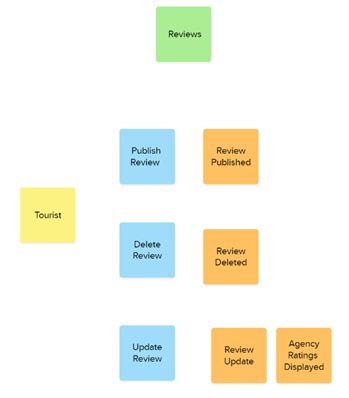 Reviews
Publish
Review
Review
Published
Tourist
Delete
Review
Review
Deleted
Update
Review
Review
Update
Agency
Ratings
Displayed